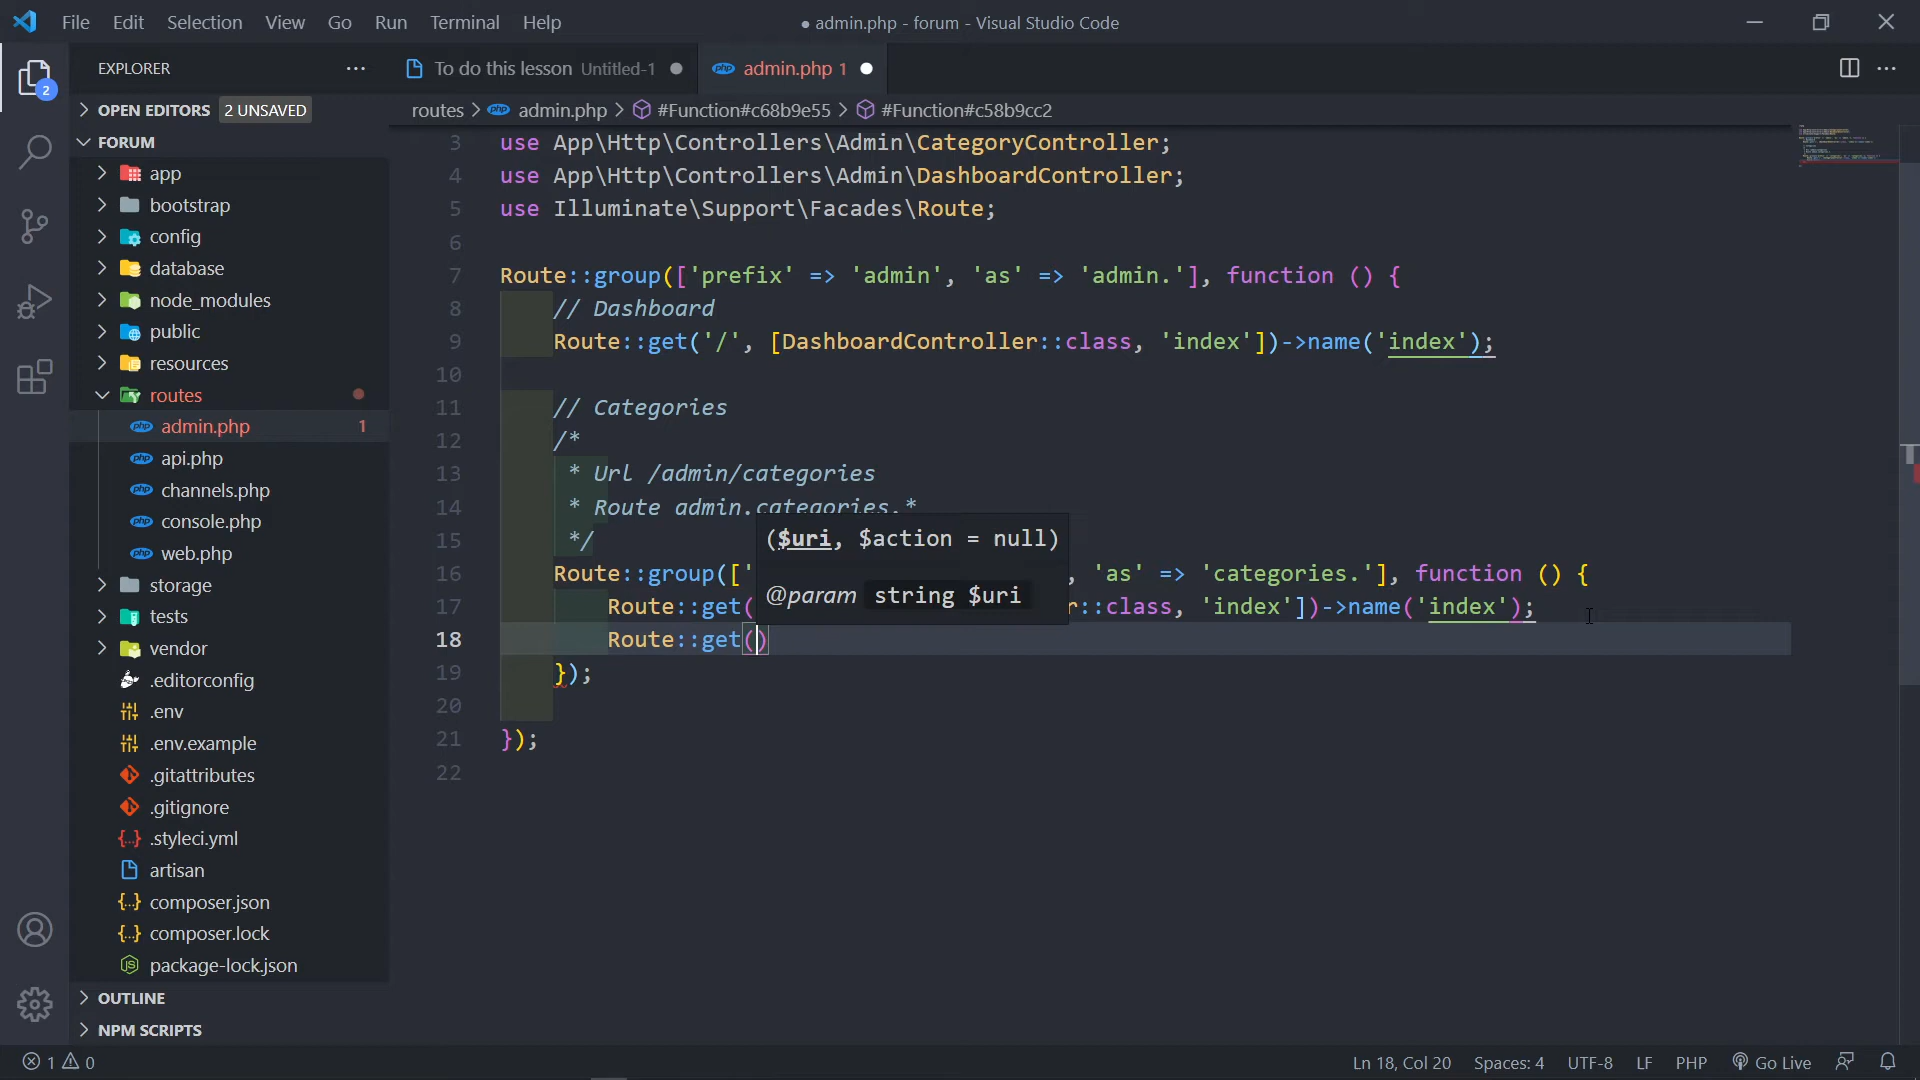 File Edit Selection View Go Run Terminal Help
● admin.php - forum - Visual Studio Code
2
EXPLORER
OPEN EDITORS 2 UNSAVED
FORUM
app
bootstrap
config
database
node_modules
public
resources
routes
admin.php 1
api.php
channels.php
console.php
web.php
storage
tests
vendor
.editorconfig
.env
.env.example
.gitattributes
.gitignore
.styleci.yml
artisan
composer.json
composer.lock
package-lock.json
OUTLINE
NPM SCRIPTS
To do this lesson Untitled-1
php admin.php 1
routes > admin.php > #Function#c68b9e55 > #Function#c58b9cc2
3 use App\Http\Controllers\Admin\CategoryController;
4 use App\Http\Controllers\Admin\DashboardController;
5 use Illuminate\Support\Facades\Route;
6
7 Route::group(['prefix' => 'admin', 'as' => 'admin.'], function () {
8 // Dashboard
9 Route::get('/', [DashboardController::class, 'index'])->name('index');
10
11 // Categories
12 /*
13 * Url /admin/categories
14 * Route admin.categories.*
15 */
16 Route::group([' , 'as' => 'categories.'], function () {
17 Route::get( r::class, 'index'])->name('index');
18 Route::get()
19 });
20
21 });
22
($uri, $action = null)
@param string $uri
1 0
Ln 18, Col 20 Spaces: 4 UTF-8 LF PHP Go Live